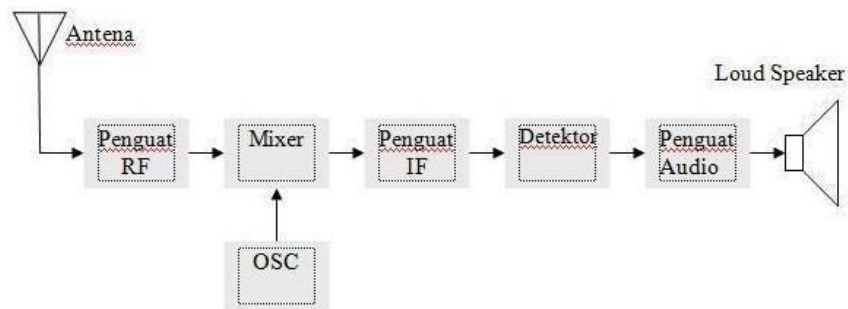 Antena
Loud Speaker
Penguat
RF
Mixer
Penguat
IF
Detektor
Penguat
Audio
OSC